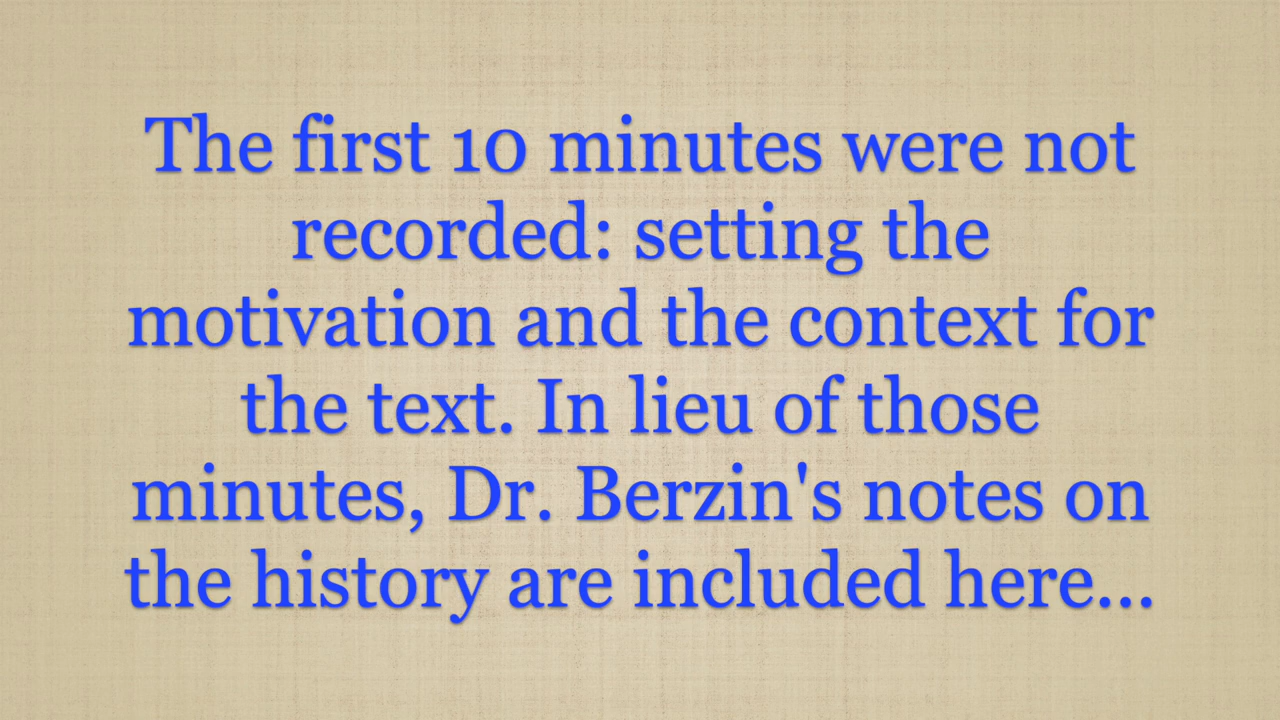 The first 10 minutes were not
recorded: setting the
motivation and the context for
the text. In lieu of those
minutes, Dr. Berzin's notes on
the history are included here...